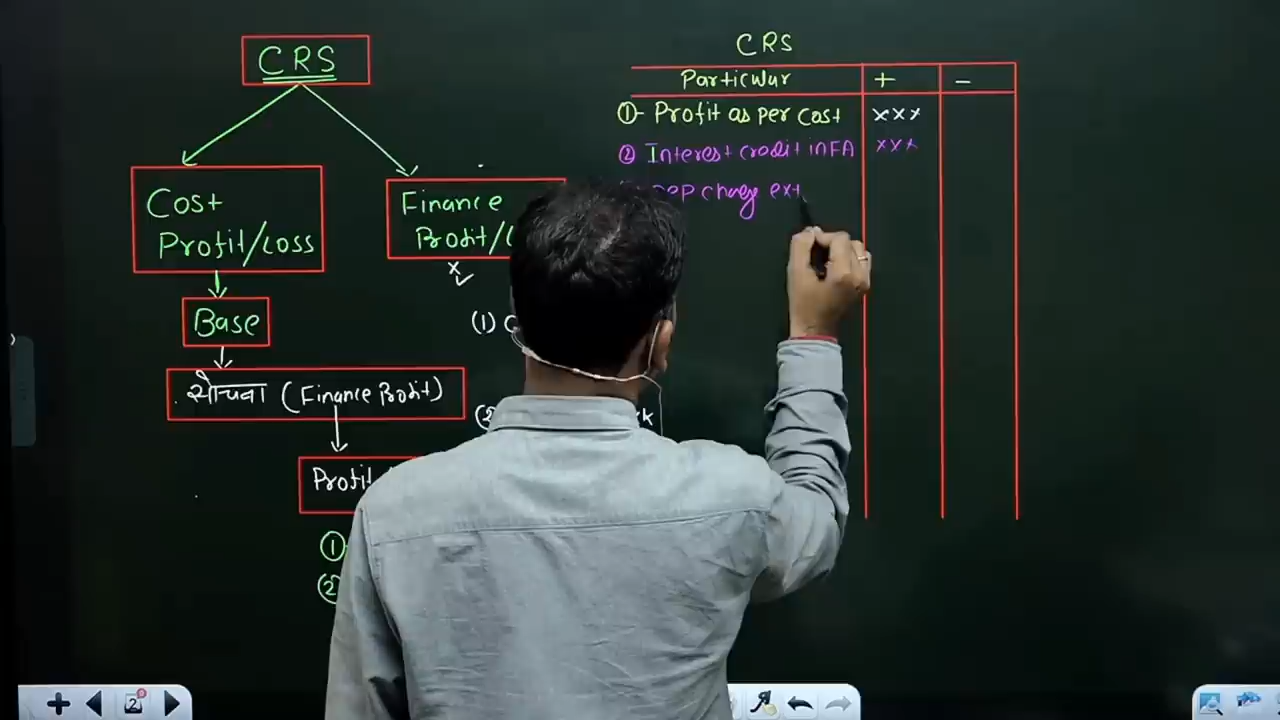 CRS
Cost
Profit/Loss
Base
सोचना (Finance Profit)
Profit
①
②
Finance
Profit/
(1)
CRS
Particular + −
①- Profit as per cost xxx
② Interest credit in FA xxx
Dep charge ext
2